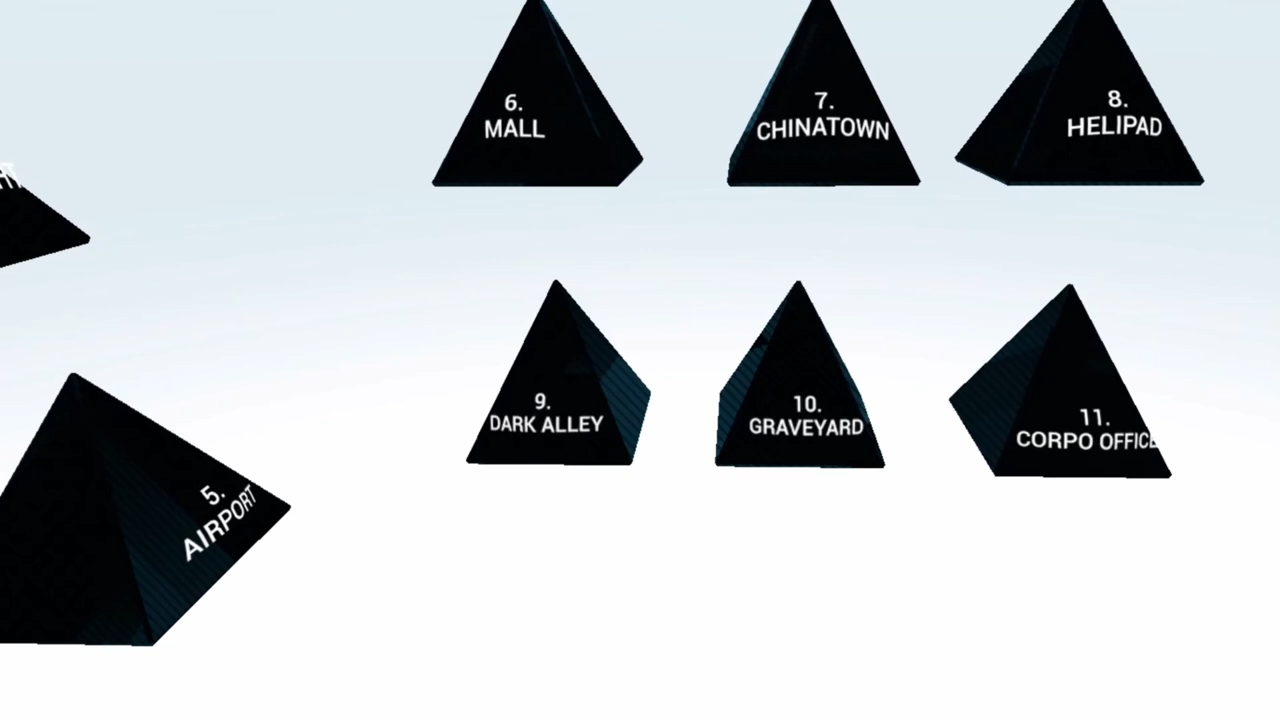 6.
MALL
7.
CHINATOWN
8.
HELIPAD
9.
DARK ALLEY
10.
GRAVEYARD
11.
CORPO OFFICE
5.
AIRPORT